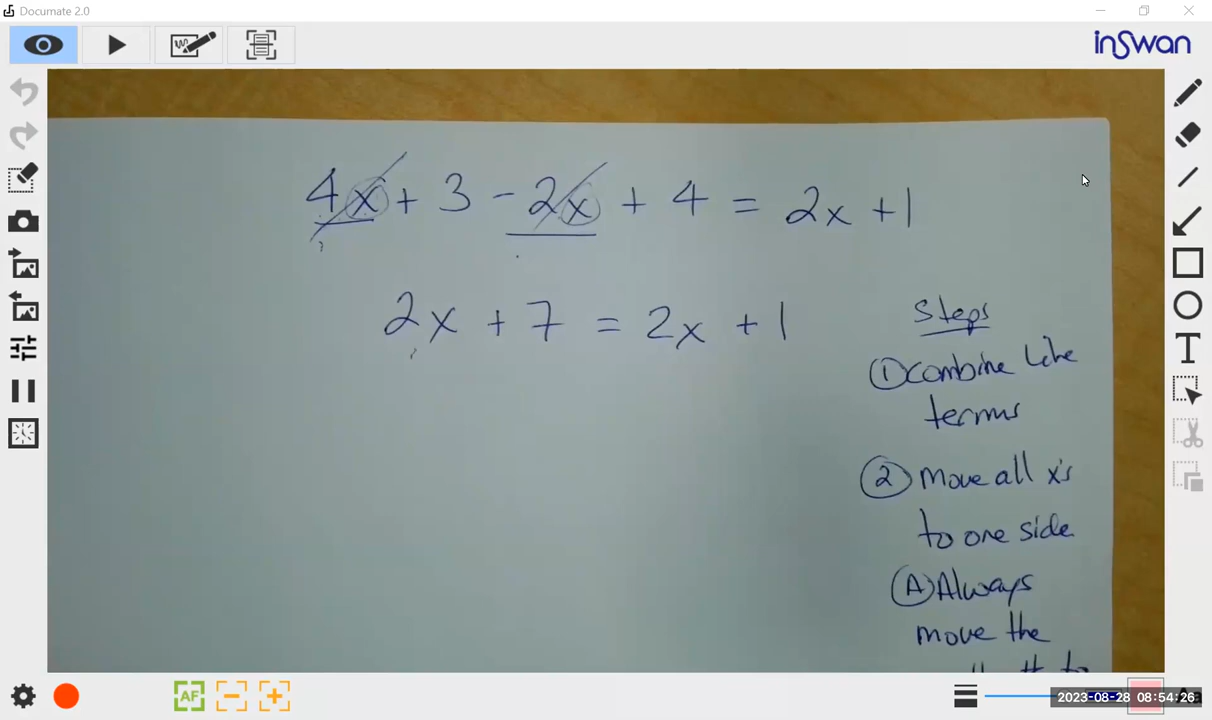 Documate 2.0
inSwan
4x + 3 - 2x + 4 = 2x + 1
2x + 7 = 2x + 1
Steps
① combine like
terms
② Move all x's
to one side
Ⓐ Always
move the
to
T
AF
2023-08-28 08:54:26